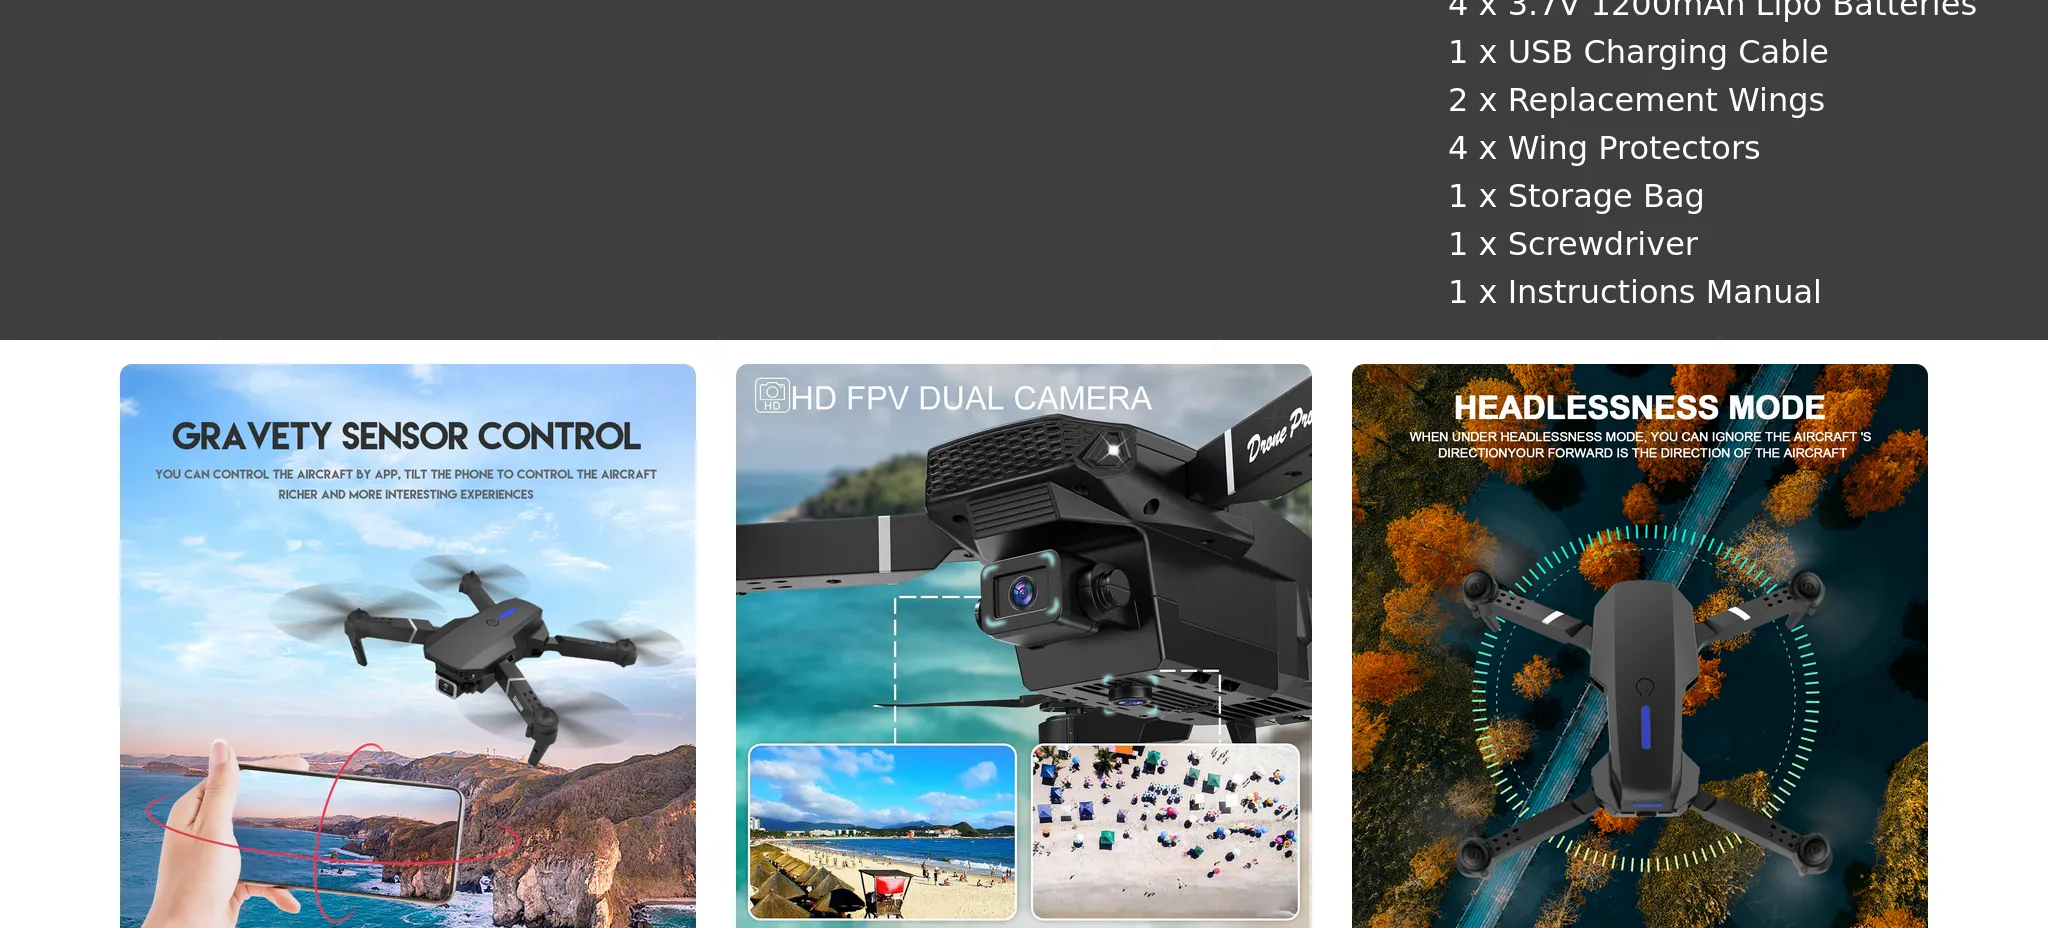 4 x 3.7V 1200mAh Lipo Batteries
1 x USB Charging Cable
2 x Replacement Wings
4 x Wing Protectors
1 x Storage Bag
1 x Screwdriver
1 x Instructions Manual
GRAVETY SENSOR CONTROL
YOU CAN CONTROL THE AIRCRAFT BY APP, TILT THE PHONE TO CONTROL THE AIRCRAFT
RICHER AND MORE INTERESTING EXPERIENCES
HD
HD FPV DUAL CAMERA
Drone Pro
HEADLESSNESS MODE
WHEN UNDER HEADLESSNESS MODE, YOU CAN IGNORE THE AIRCRAFT 'S
DIRECTIONYOUR FORWARD IS THE DIRECTION OF THE AIRCRAFT